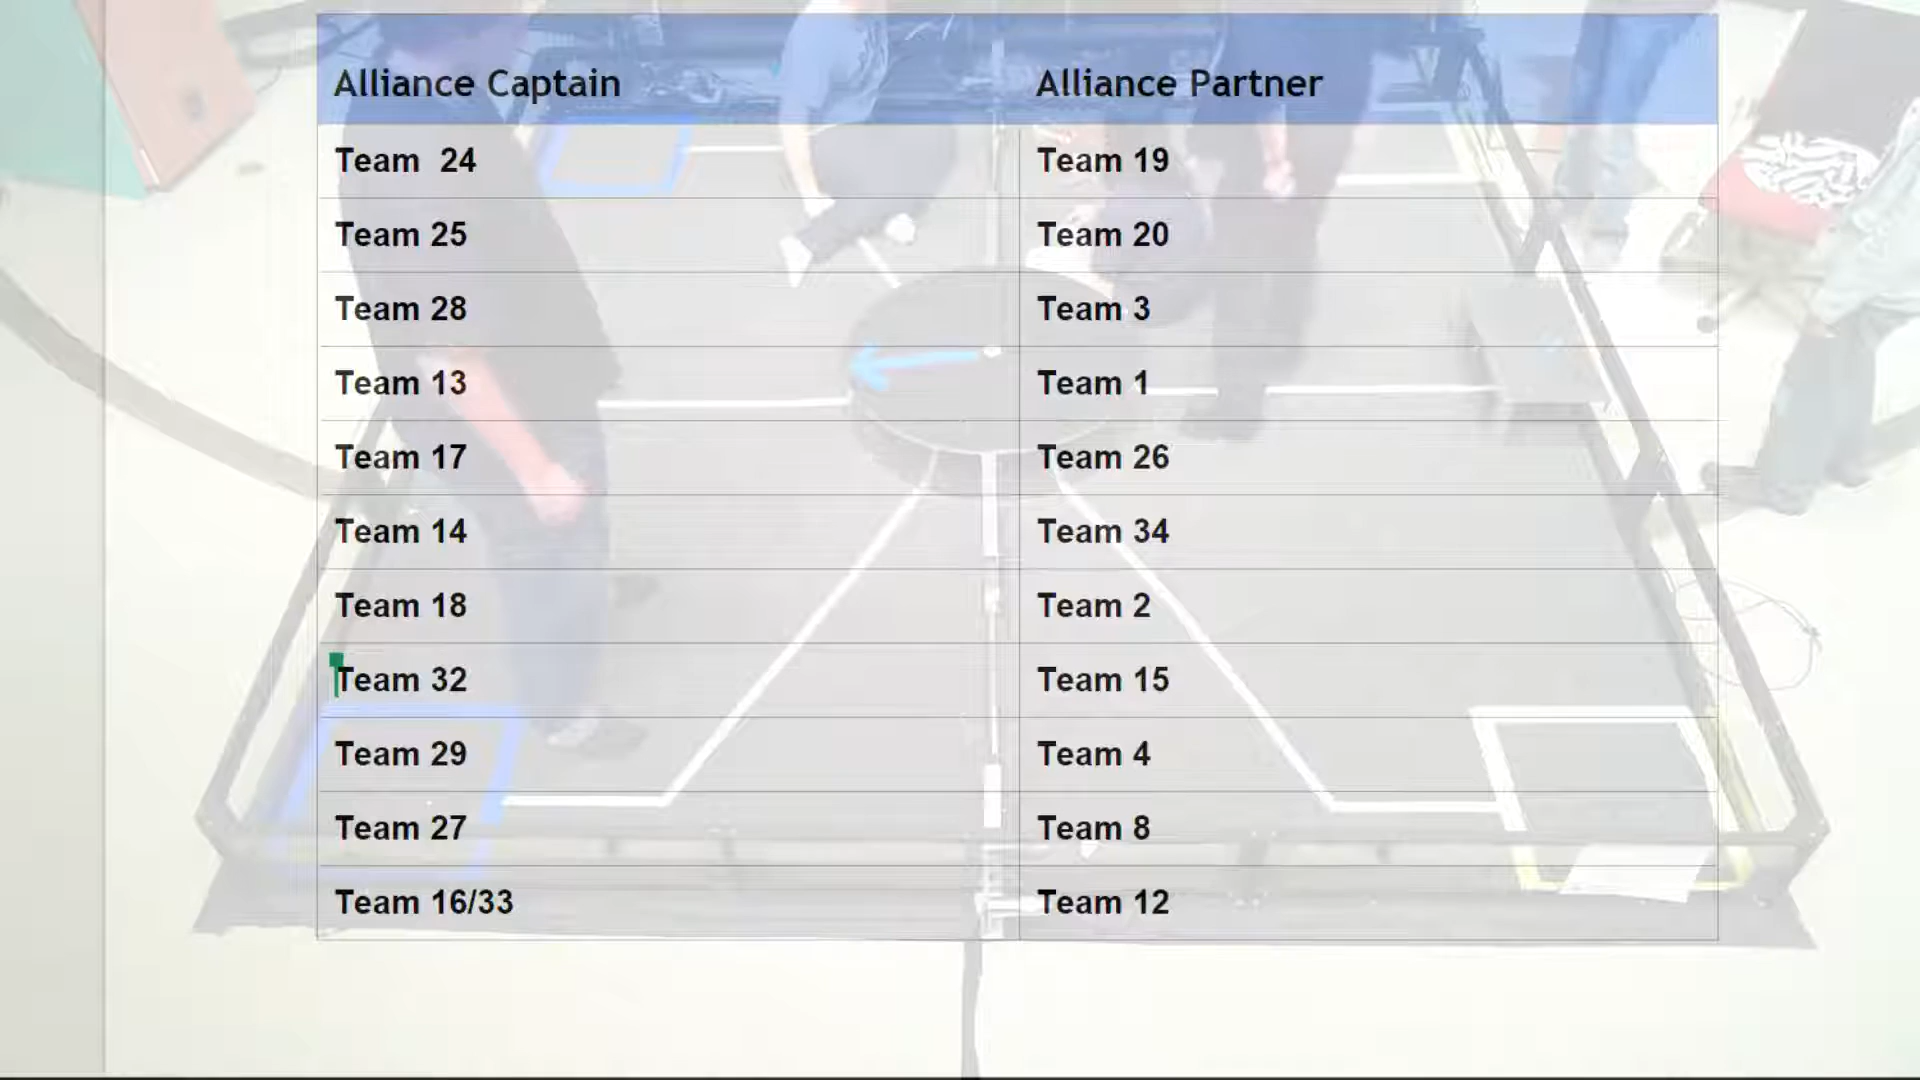 Alliance Captain Alliance Partner
Team 24 Team 19
Team 25 Team 20
Team 28 Team 3
Team 13 Team 1
Team 17 Team 26
Team 14 Team 34
Team 18 Team 2
Team 32 Team 15
Team 29 Team 4
Team 27 Team 8
Team 16/33 Team 12